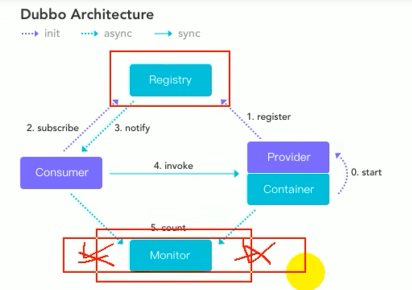 Dubbo Architecture
init async sync
Registry
1. register
2. subscribe 3. notify
Provider
4. invoke
Consumer
0. start
Container
5. count
Monitor